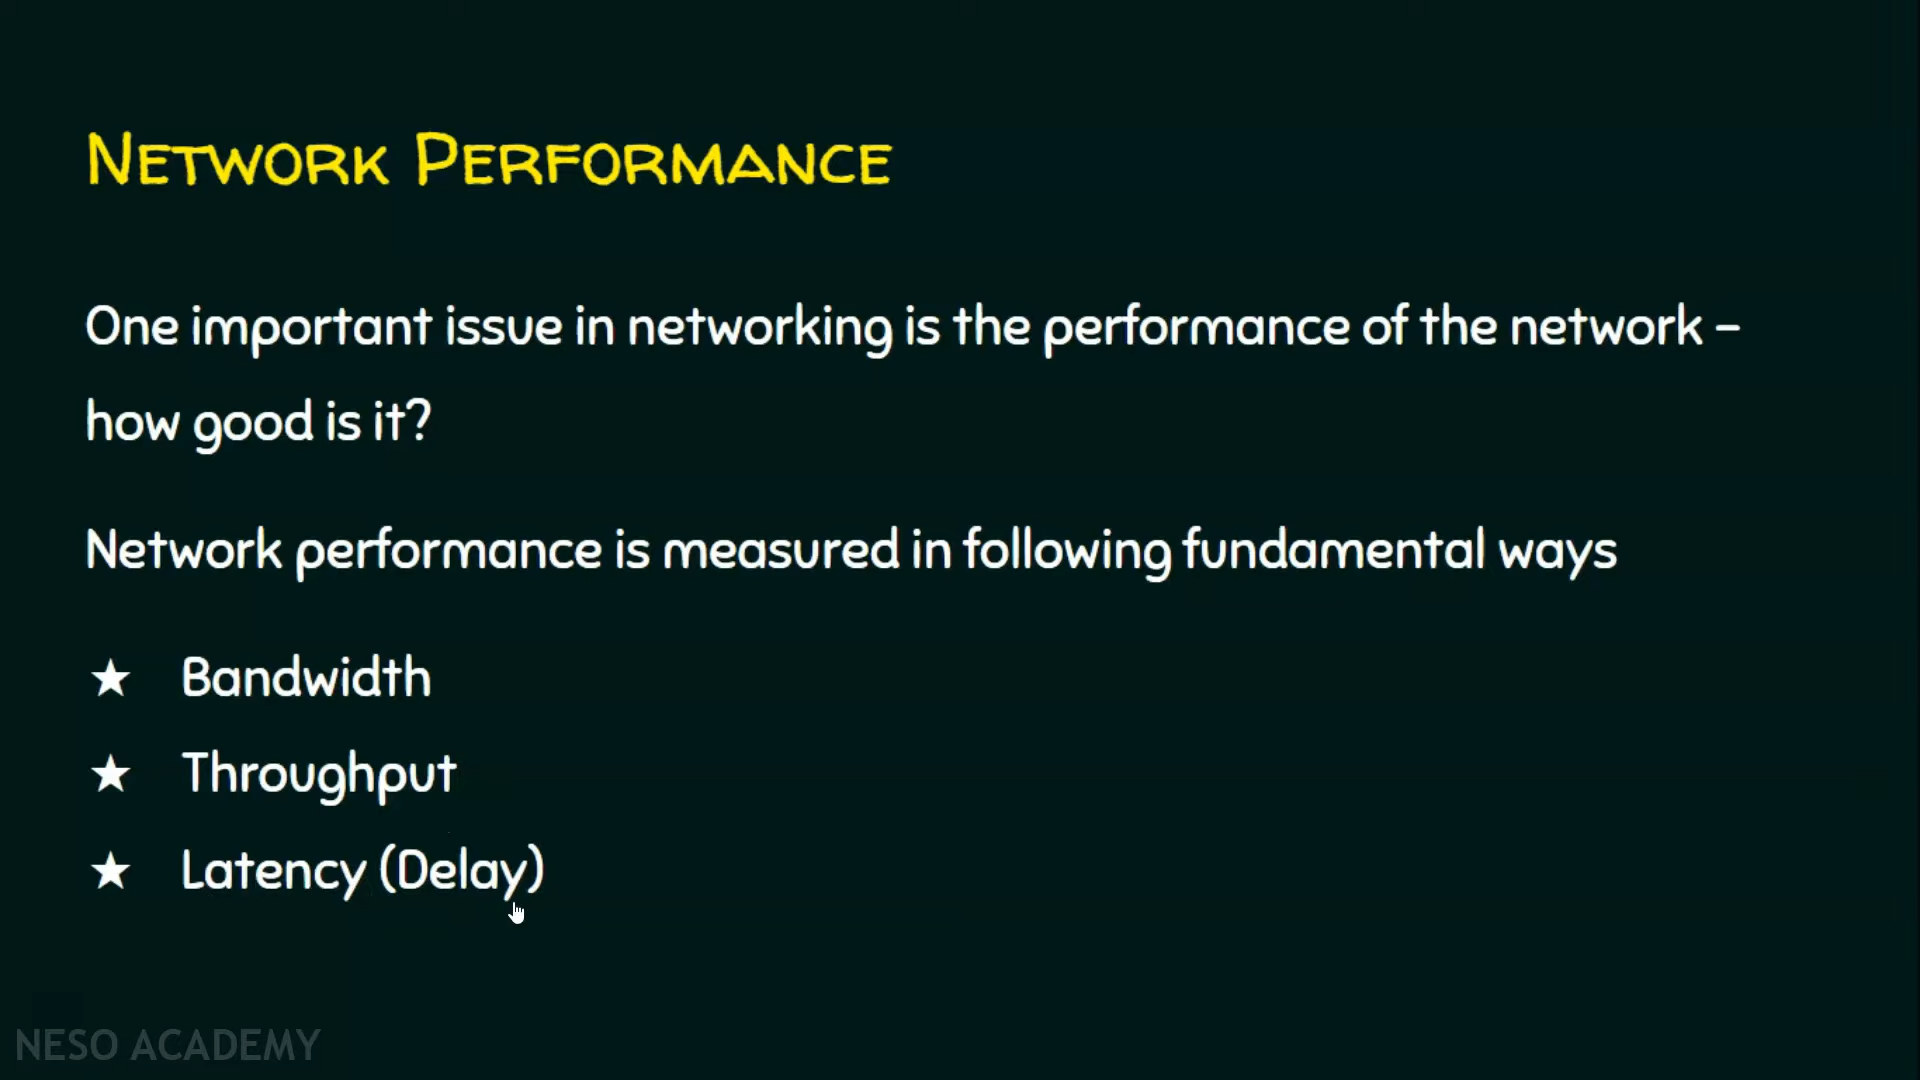 Network Performance
One important issue in networking is the performance of the network –
how good is it?
Network performance is measured in following fundamental ways
★ Bandwidth
★ Throughput
★ Latency (Delay)
NESO ACADEMY